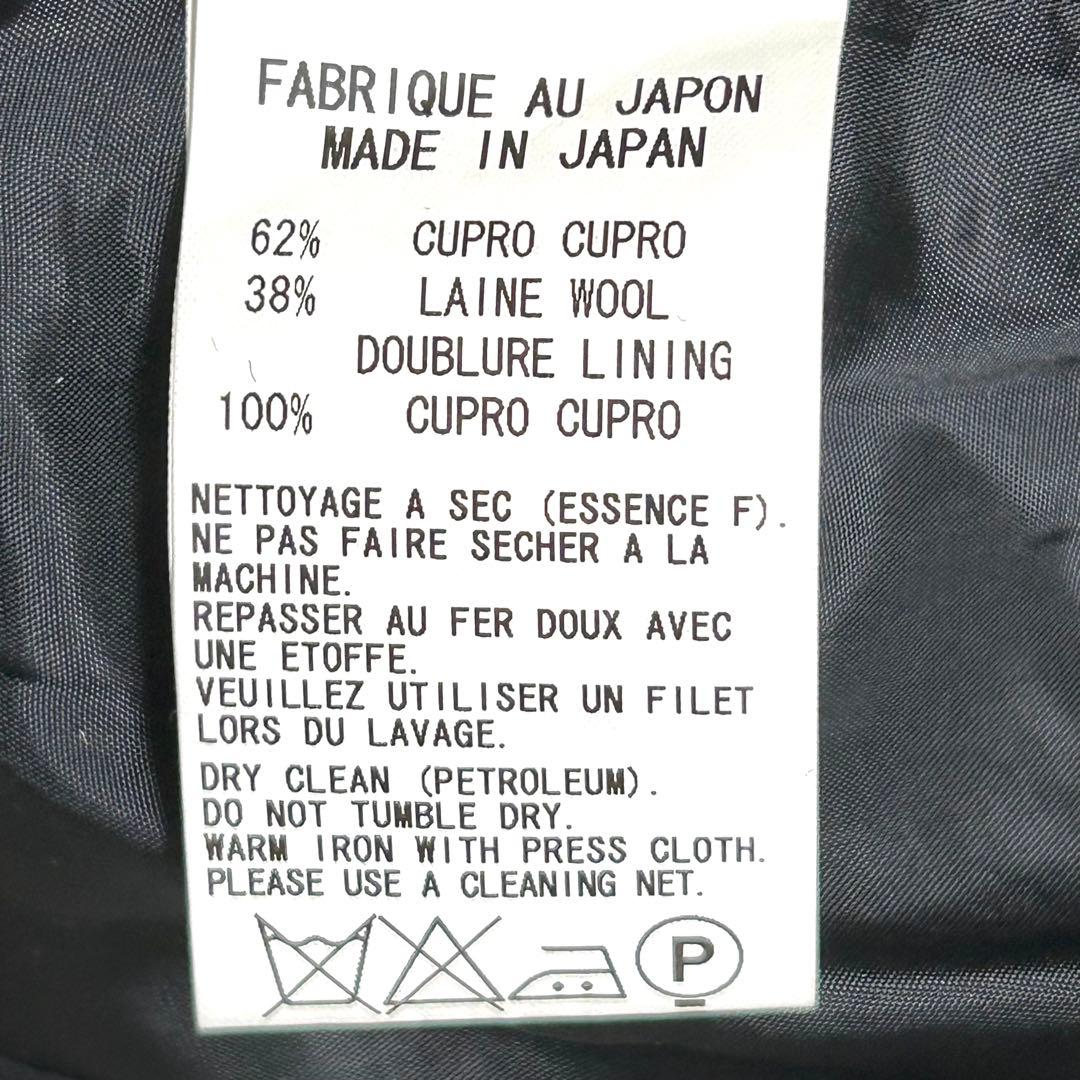 FABRIQUE AU JAPON
MADE IN JAPAN
62% CUPRO CUPRO
38% LAINE WOOL
DOUBLURE LINING
100% CUPRO CUPRO
NETTOYAGE A SEC (ESSENCE F).
NE PAS FAIRE SECHER A LA
MACHINE.
REPASSER AU FER DOUX AVEC
UNE ETOFFE.
VEUILLEZ UTILISER UN FILET
LORS DU LAVAGE.
DRY CLEAN (PETROLEUM).
DO NOT TUMBLE DRY.
WARM IRON WITH PRESS CLOTH.
PLEASE USE A CLEANING NET.
P